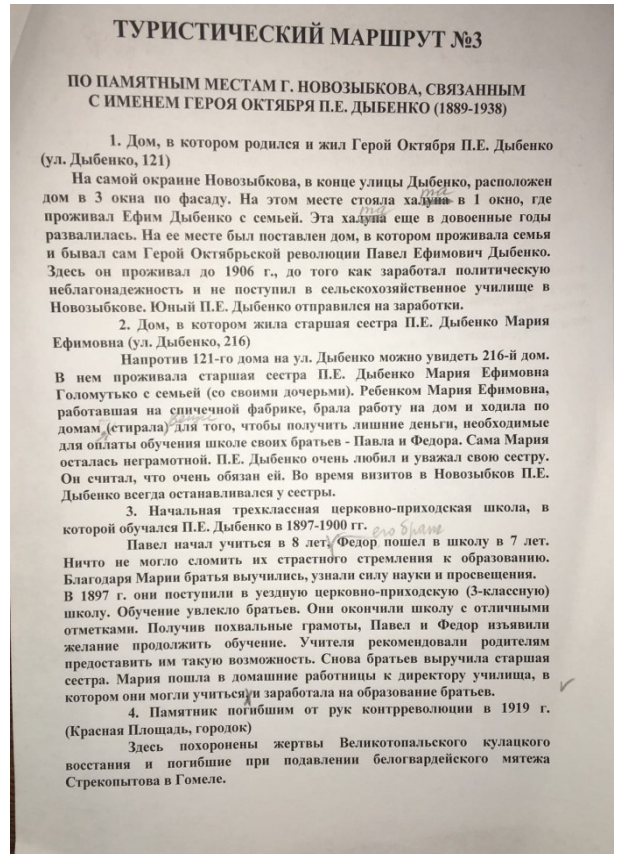 ТУРИСТИЧЕСКИЙ МАРШРУТ №3
ПО ПАМЯТНЫМ МЕСТАМ Г. НОВОЗЫБКОВА, СВЯЗАННЫМ
С ИМЕНЕМ ГЕРОЯ ОКТЯБРЯ П.Е. ДЫБЕНКО (1889-1938)
1. Дом, в котором родился и жил Герой Октября П.Е. Дыбенко
(ул. Дыбенко, 121)
На самой окраине Новозыбкова, в конце улицы Дыбенко, расположен
та
дом в 3 окна по фасаду. На этом месте стояла халупа в 1 окно, где
та
проживал Ефим Дыбенко с семьей. Эта халупа еще в довоенные годы
развалилась. На ее месте был поставлен дом, в котором проживала семья
и бывал сам Герой Октябрьской революции Павел Ефимович Дыбенко.
Здесь он проживал до 1906 г., до того как заработал политическую
неблагонадежность и не поступил в сельскохозяйственное училище в
Новозыбкове. Юный П.Е. Дыбенко отправился на заработки.
2. Дом, в котором жила старшая сестра П.Е. Дыбенко Мария
Ефимовна (ул. Дыбенко, 216)
Напротив 121-го дома на ул. Дыбенко можно увидеть 216-й дом.
В нем проживала старшая сестра П.Е. Дыбенко Мария Ефимовна
Голомутько с семьей (со своими дочерьми). Ребенком Мария Ефимовна,
работавшая на спичечной фабрике, брала работу на дом и ходила по
вещи
домам (стирала) для того, чтобы получить лишние деньги, необходимые
для оплаты обучения школе своих братьев - Павла и Федора. Сама Мария
осталась неграмотной. П.Е. Дыбенко очень любил и уважал свою сестру.
Он считал, что очень обязан ей. Во время визитов в Новозыбков П.Е.
Дыбенко всегда останавливался у сестры.
3. Начальная трехклассная церковно-приходская школа, в
которой обучался П.Е. Дыбенко в 1897-1900 гг.
его брат
Павел начал учиться в 8 лет, Федор пошел в школу в 7 лет.
Ничто не могло сломить их страстного стремления к образованию.
Благодаря Марии братья выучились, узнали силу науки и просвещения.
В 1897 г. они поступили в уездную церковно-приходскую (3-классную)
школу. Обучение увлекло братьев. Они окончили школу с отличными
отметками. Получив похвальные грамоты, Павел и Федор изъявили
желание продолжить обучение. Учителя рекомендовали родителям
предоставить им такую возможность. Снова братьев выручила старшая
сестра. Мария пошла в домашние работницы к директору училища, в
котором они могли учиться и заработала на образование братьев.
4. Памятник погибшим от рук контрреволюции в 1919 г.
(Красная Площадь, городок)
Здесь похоронены жертвы Великотопальского кулацкого
восстания и погибшие при подавлении белогвардейского мятежа
Стрекопытова в Гомеле.